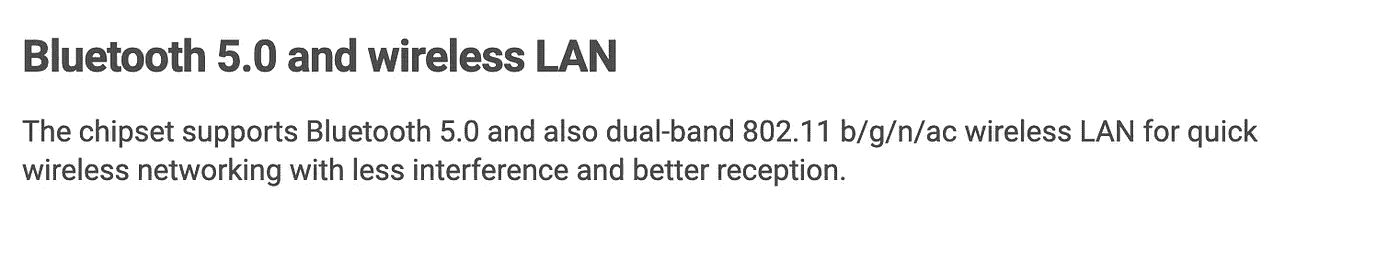 Bluetooth 5.0 and wireless LAN
The chipset supports Bluetooth 5.0 and also dual-band 802.11 b/g/n/ac wireless LAN for quick
wireless networking with less interference and better reception.